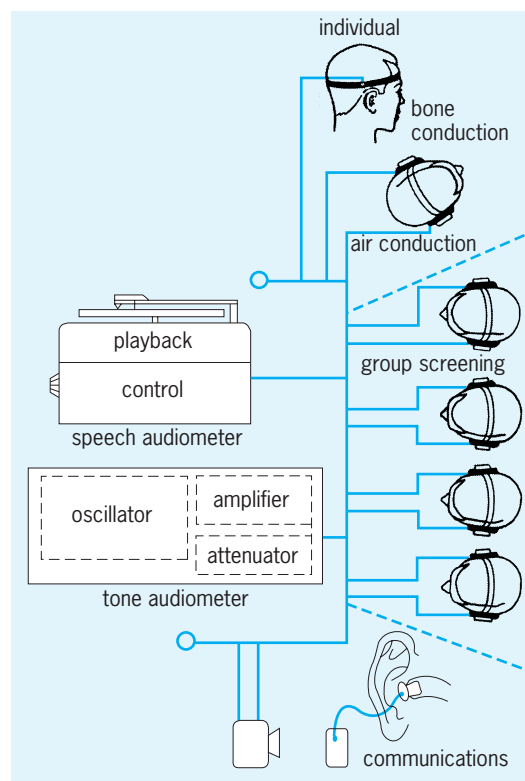 individual
bone
conduction
air conduction
playback
control
speech audiometer
group screening
oscillator
amplifier
attenuator
tone audiometer
communications